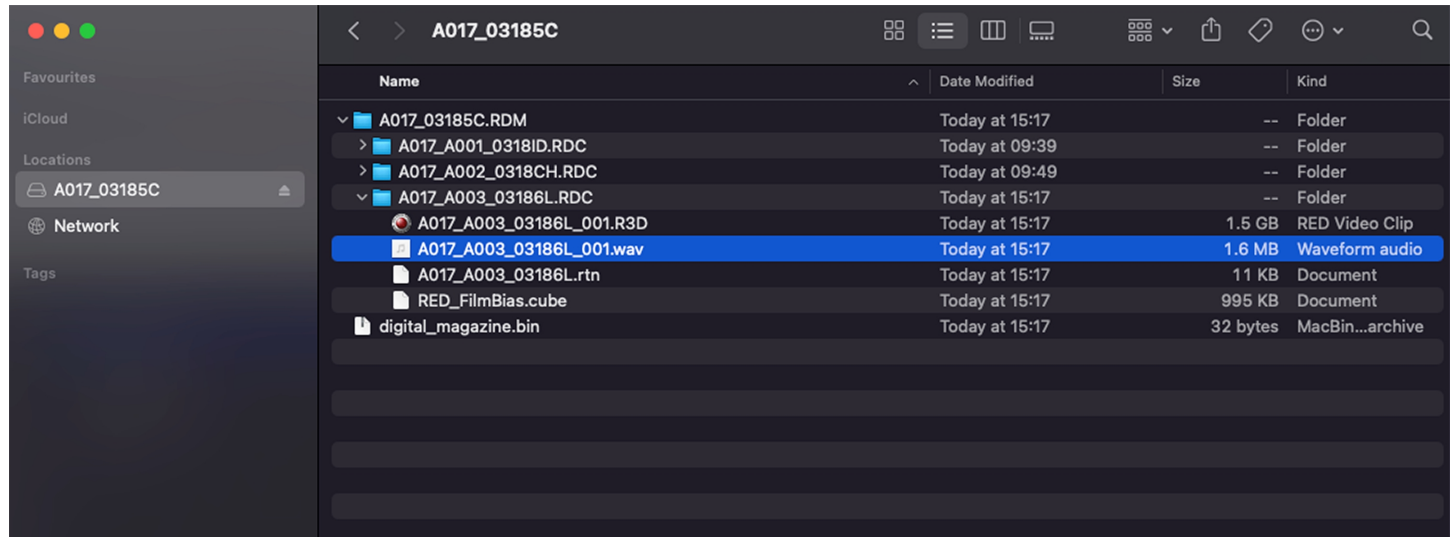 A017_03185C
Favourites
iCloud
Locations
A017_03185C
Network
Tags
Name Date Modified Size Kind
A017_03185C.RDM Today at 15:17 -- Folder
A017_A001_0318ID.RDC Today at 09:39 -- Folder
A017_A002_0318CH.RDC Today at 09:49 -- Folder
A017_A003_03186L.RDC Today at 15:17 -- Folder
A017_A003_03186L_001.R3D Today at 15:17 1.5 GB RED Video Clip
A017_A003_03186L_001.wav Today at 15:17 1.6 MB Waveform audio
A017_A003_03186L.rtn Today at 15:17 11 KB Document
RED_FilmBias.cube Today at 15:17 995 KB Document
digital_magazine.bin Today at 15:17 32 bytes MacBin...archive